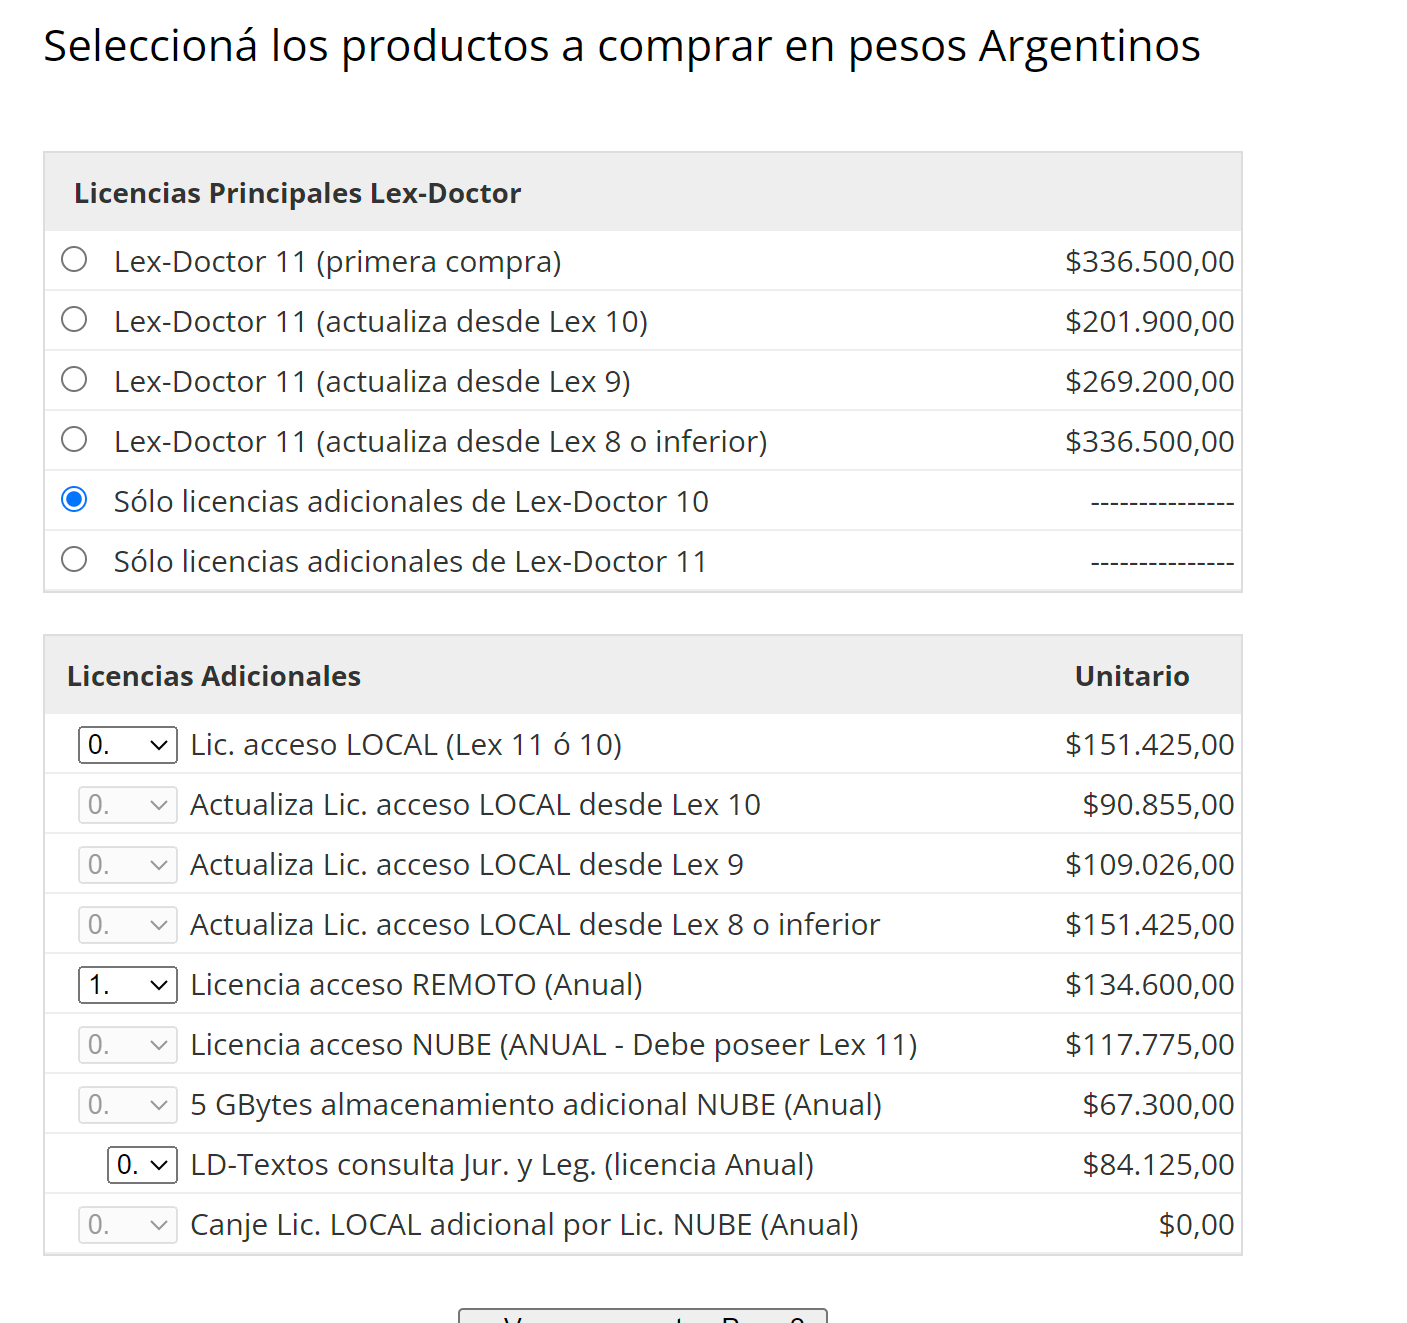 Seleccioná los productos a comprar en pesos Argentinos
Licencias Principales Lex-Doctor
Lex-Doctor 11 (primera compra) $336.500,00
Lex-Doctor 11 (actualiza desde Lex 10) $201.900,00
Lex-Doctor 11 (actualiza desde Lex 9) $269.200,00
Lex-Doctor 11 (actualiza desde Lex 8 o inferior) $336.500,00
Sólo licencias adicionales de Lex-Doctor 10 ---------------
Sólo licencias adicionales de Lex-Doctor 11 ---------------
Licencias Adicionales Unitario
0. Lic. acceso LOCAL (Lex 11 ó 10) $151.425,00
0. Actualiza Lic. acceso LOCAL desde Lex 10 $90.855,00
0. Actualiza Lic. acceso LOCAL desde Lex 9 $109.026,00
0. Actualiza Lic. acceso LOCAL desde Lex 8 o inferior $151.425,00
1. Licencia acceso REMOTO (Anual) $134.600,00
0. Licencia acceso NUBE (ANUAL - Debe poseer Lex 11) $117.775,00
0. 5 GBytes almacenamiento adicional NUBE (Anual) $67.300,00
0. LD-Textos consulta Jur. y Leg. (licencia Anual) $84.125,00
0. Canje Lic. LOCAL adicional por Lic. NUBE (Anual) $0,00